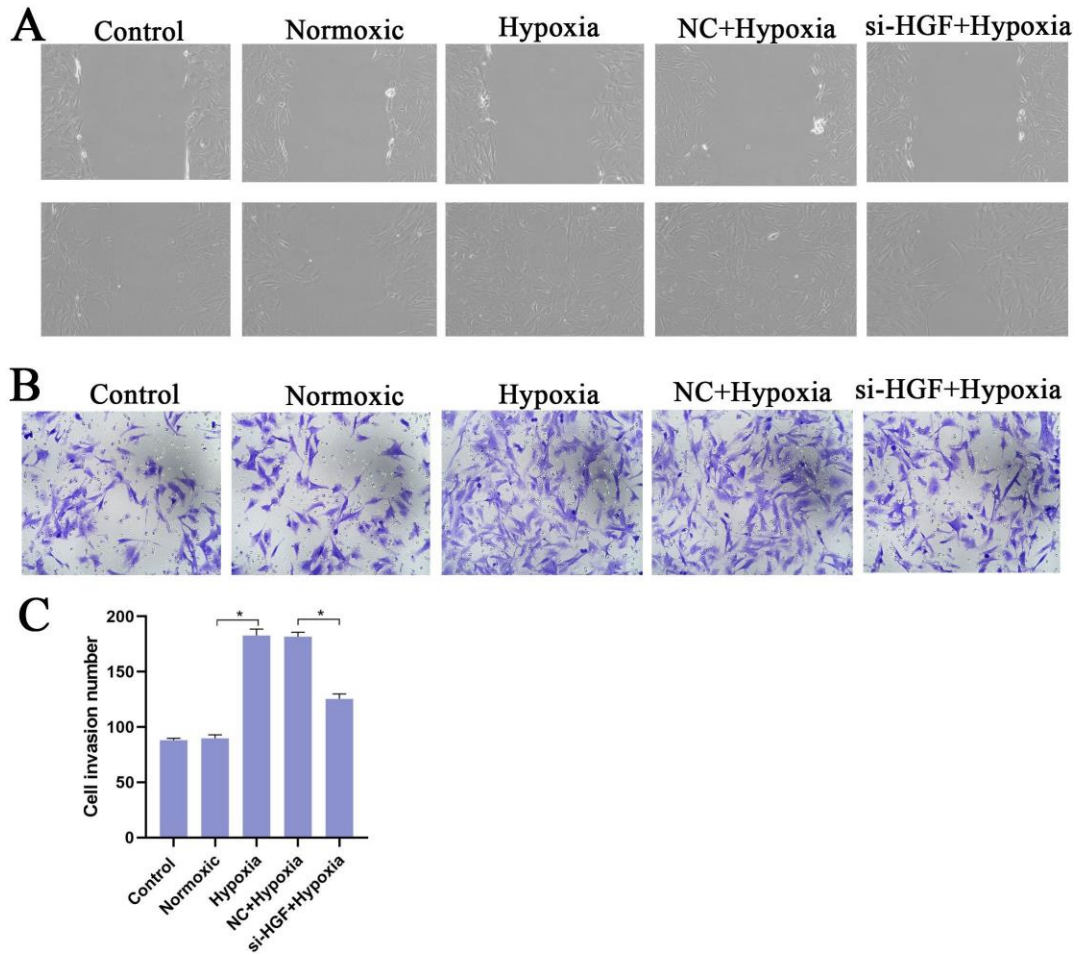 A
Control Normoxic Hypoxia NC+Hypoxia si-HGF+Hypoxia
B
Control Normoxic Hypoxia NC+Hypoxia si-HGF+Hypoxia
C
Cell invasion number
200
150
100
50
0
* *
Control
Normoxic
Hypoxia
NC+Hypoxia
si-HGF+Hypoxia